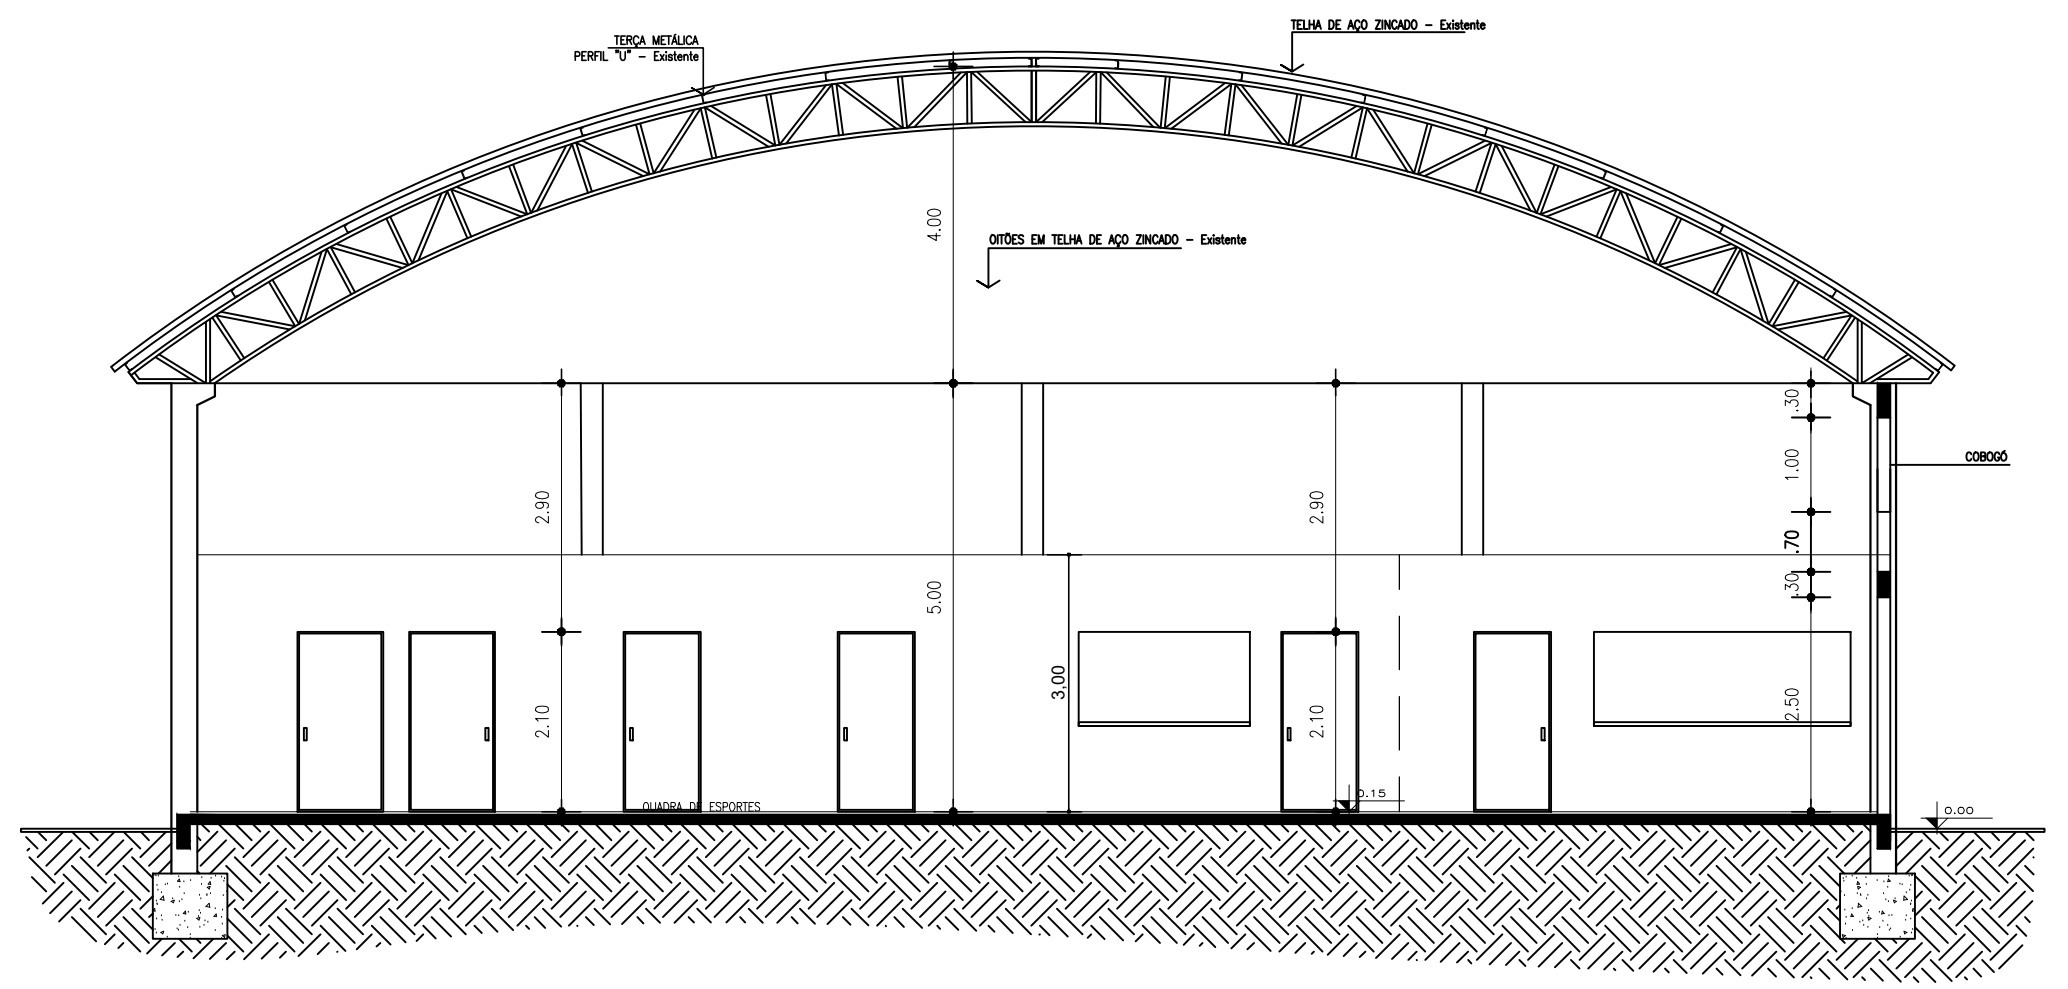 TELHA DE AÇO ZINCADO – Existente
TERÇA METÁLICA
PERFIL "U" – Existente
4.00
OITÕES EM TELHA DE AÇO ZINCADO – Existente
.30
1.00
COBOGÓ
2.90
2.90
.70
.30
5.00
3,00
2.10
2.10
2.50
QUADRA DE ESPORTES
0.15
0.00